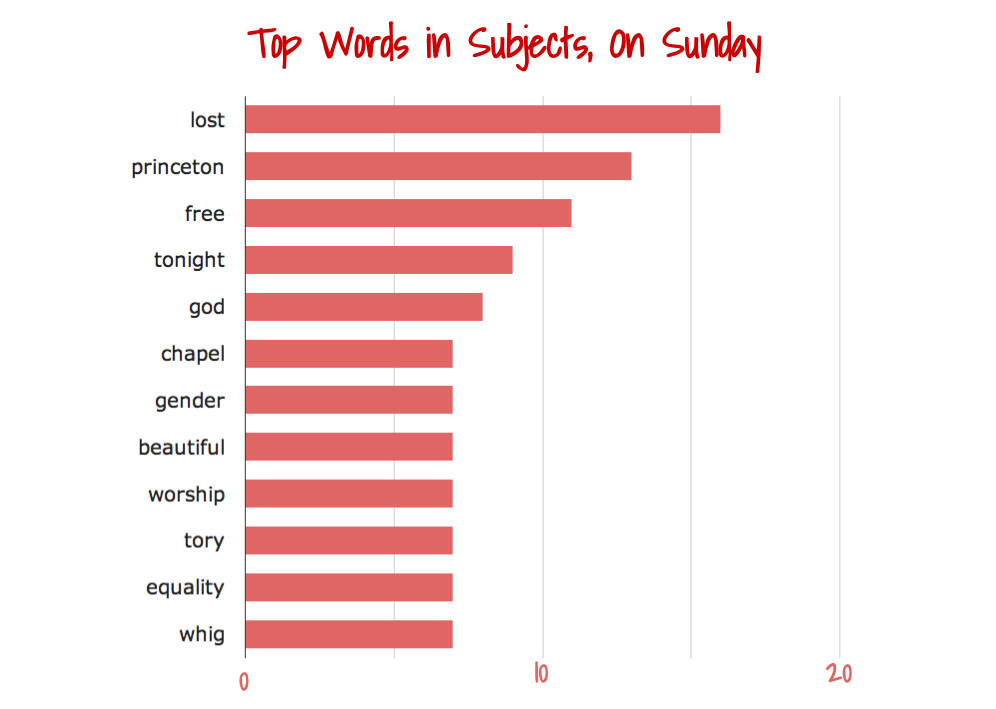 Top Words in Subjects, On Sunday
lost
princeton
free
tonight
god
chapel
gender
beautiful
worship
tory
equality
whig
0 10 20